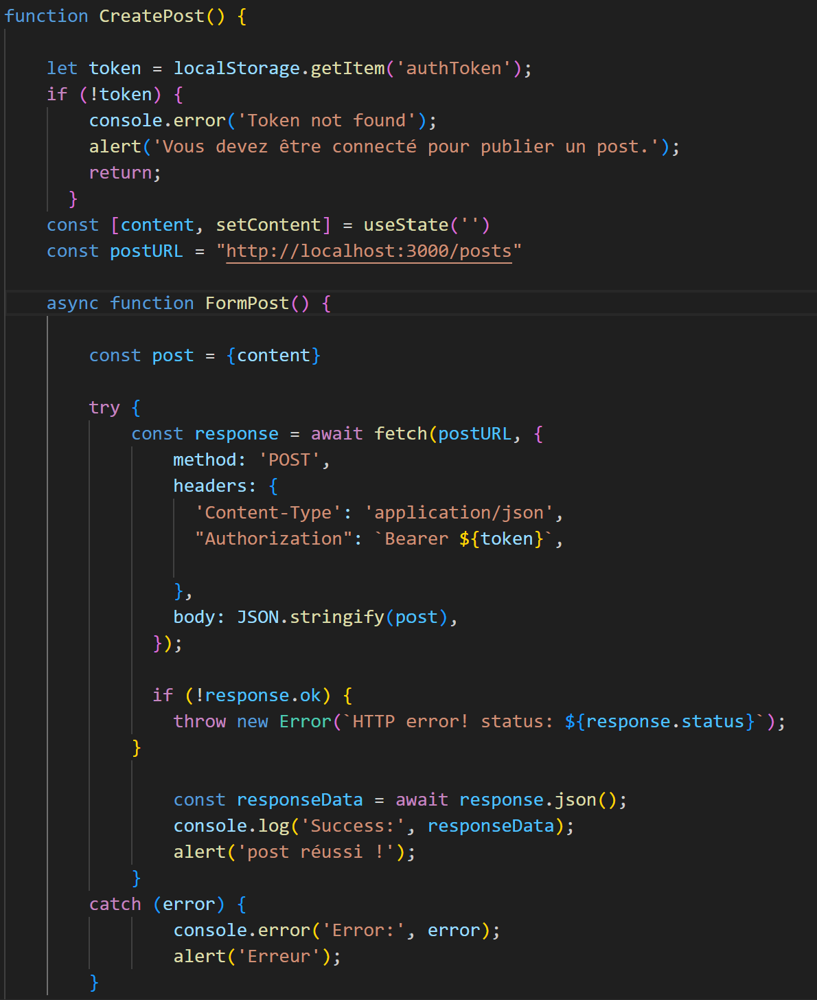 function CreatePost() {
let token = localStorage.getItem('authToken');
if (!token) {
console.error('Token not found');
alert('Vous devez être connecté pour publier un post.');
return;
}
const [content, setContent] = useState('')
const postURL = "http://localhost:3000/posts"
async function FormPost() {
const post = {content}
try {
const response = await fetch(postURL, {
method: 'POST',
headers: {
'Content-Type': 'application/json',
"Authorization": `Bearer ${token}`,
},
body: JSON.stringify(post),
});
if (!response.ok) {
throw new Error(`HTTP error! status: ${response.status}`);
}
const responseData = await response.json();
console.log('Success:', responseData);
alert('post réussi !');
}
catch (error) {
console.error('Error:', error);
alert('Erreur');
}